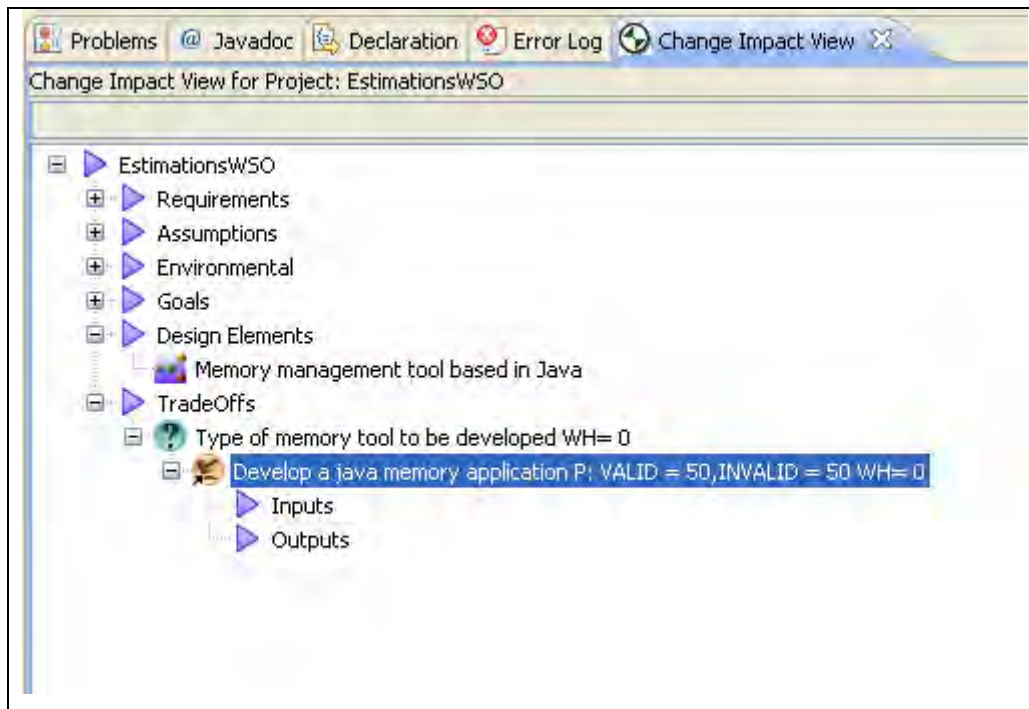 Problems @ Javadoc Declaration Error Log Change Impact View
Change Impact View for Project: EstimationsWSO
EstimationsWSO
Requirements
Assumptions
Environmental
Goals
Design Elements
Memory management tool based in Java
TradeOffs
Type of memory tool to be developed WH= 0
Develop a java memory application P: VALID = 50,INVALID = 50 WH= 0
Inputs
Outputs